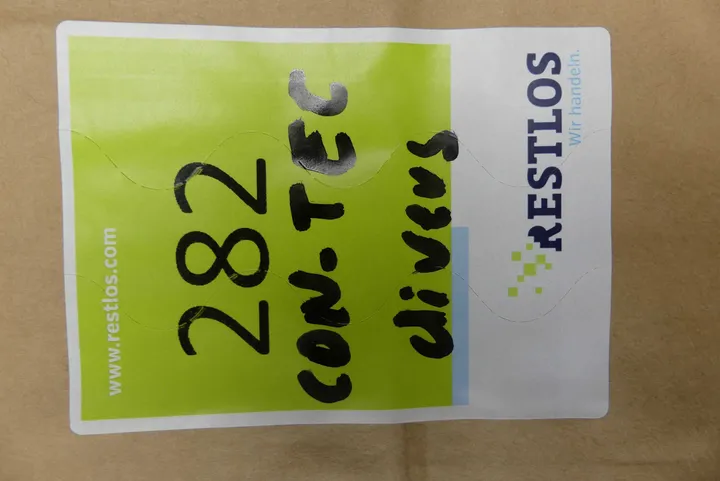 www.restlos.com
282
CON-TEC
divers
RESTLOS
Wir handeln.